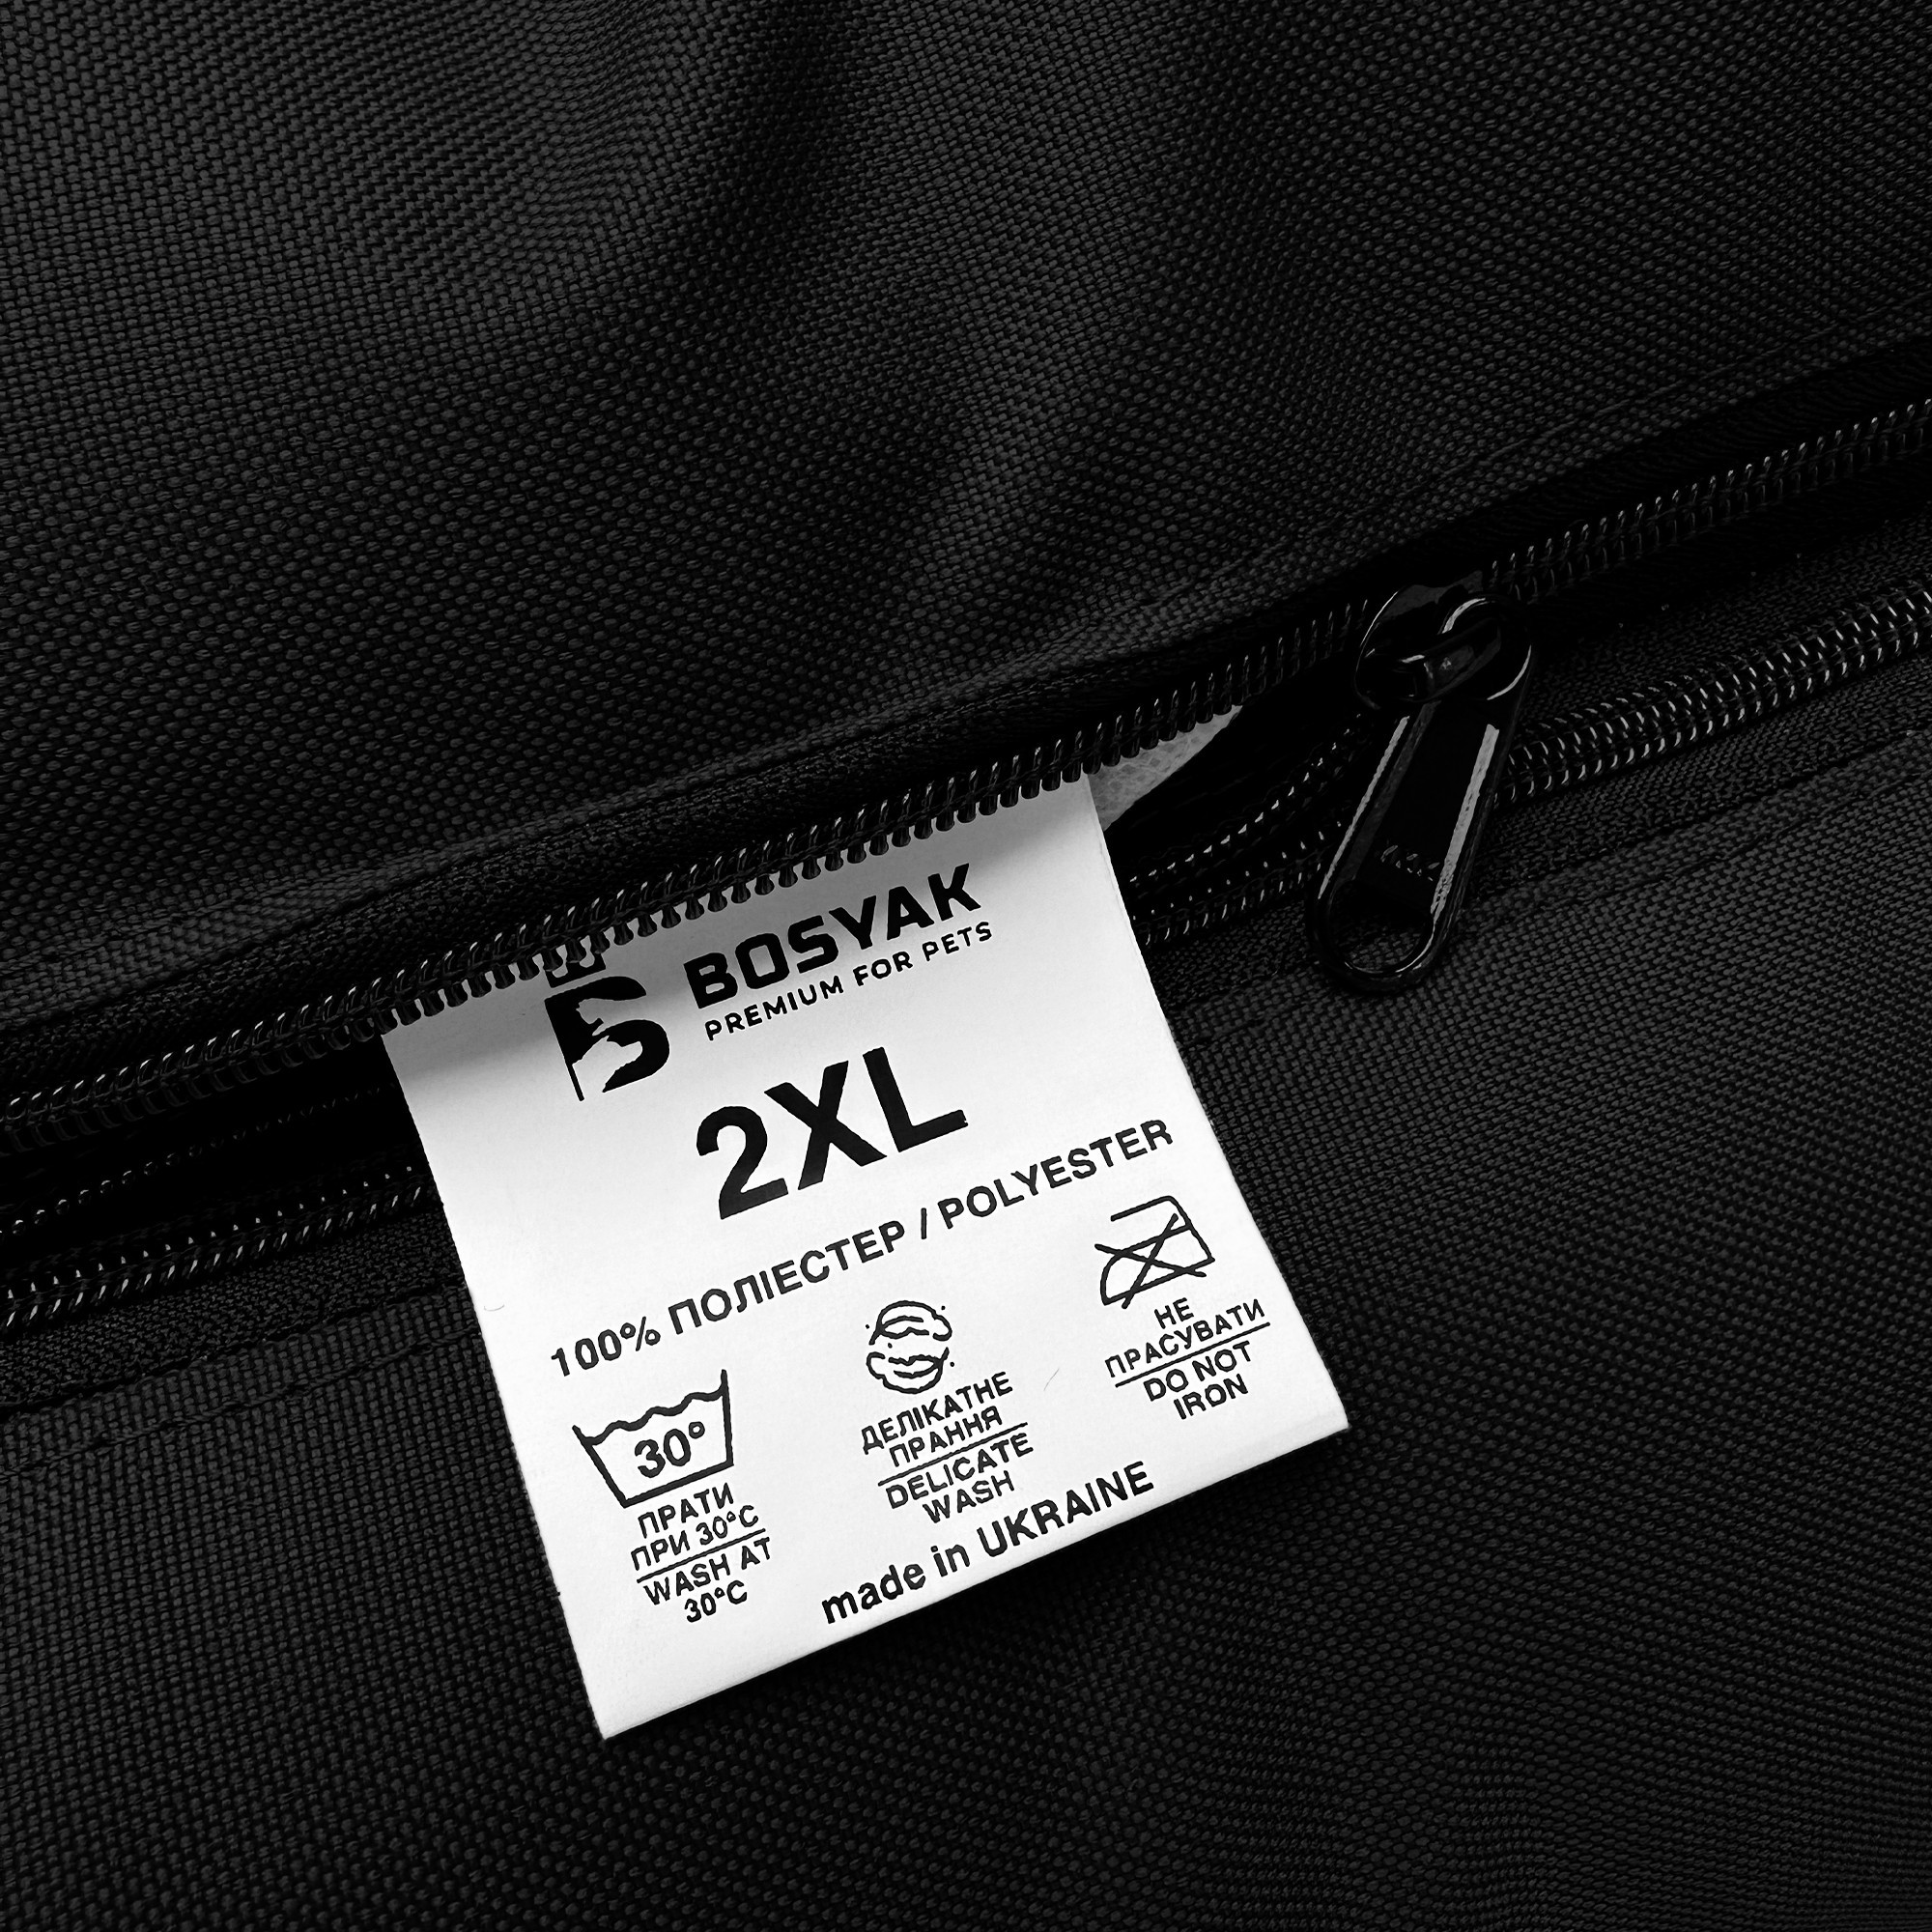 BOSYAK
PREMIUM FOR PETS
2XL
100% ПОЛІЕСТЕР / POLYESTER
30°
ПРАТИ
ПРИ 30°C
WASH AT
30°C
ДЕЛІКАТНЕ
ПРАННЯ
DELICATE
WASH
НЕ
ПРАСУВАТИ
DO NOT
IRON
made in UKRAINE